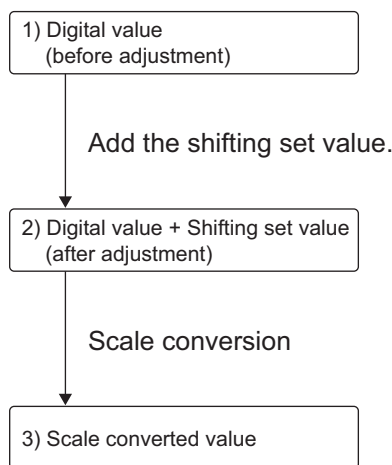 1) Digital value
(before adjustment)
Add the shifting set value.
2) Digital value + Shifting set value
(after adjustment)
Scale conversion
3) Scale converted value